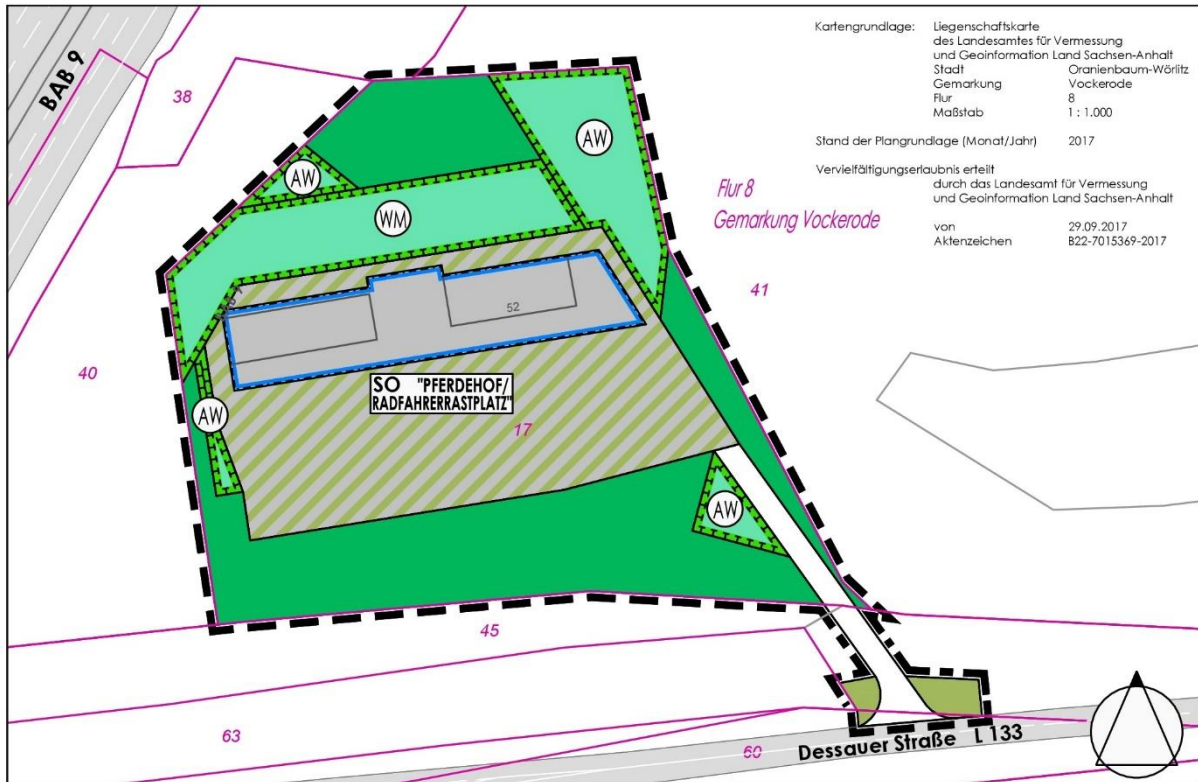 Kartengrundlage: Liegenschaftskarte
des Landesamtes für Vermessung
und Geoinformation Land Sachsen-Anhalt
Stadt Oranienbaum-Wörlitz
Gemarkung Vockerode
Flur 8
Maßstab 1 : 1.000
Stand der Plangrundlage (Monat/Jahr) 2017
Vervielfältigungserlaubnis erteilt
durch das Landesamt für Vermessung
und Geoinformation Land Sachsen-Anhalt
von 29.09.2017
Aktenzeichen B22-7015369-2017
BAB 9
38
AW
AW
WM
Flur 8
Gemarkung Vockerode
41
52
40
SO "PFERDEHOF/
RADFAHRERRASTPLATZ"
AW
17
AW
45
63
60
Dessauer Straße L 133